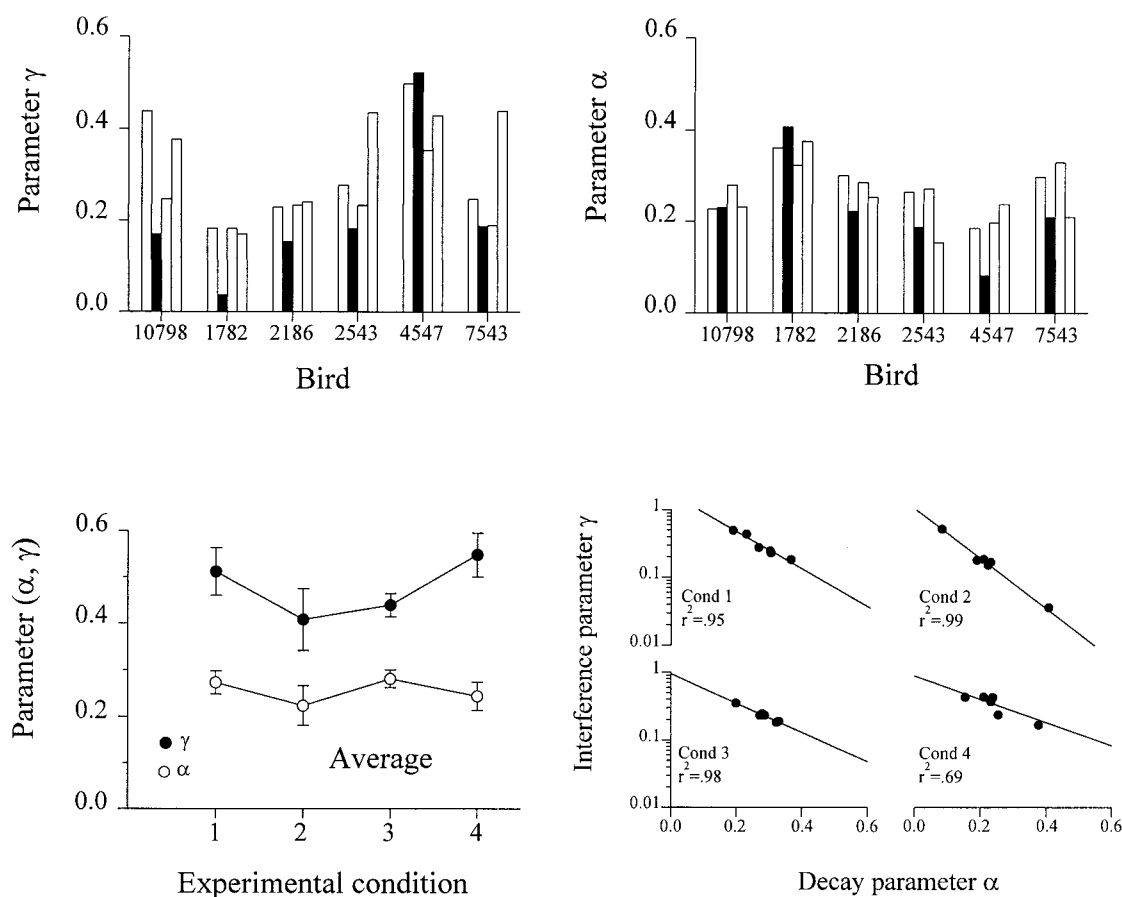 Parameter γ
0.6
0.4
0.2
0.0
10798 1782 2186 2543 4547 7543
Bird
Parameter α
0.6
0.4
0.2
0.0
10798 1782 2186 2543 4547 7543
Bird
Parameter (α, γ)
0.6
0.4
0.2
0.0
γ
α
Average
1 2 3 4
Experimental condition
Interference parameter γ
1
0.1
0.01
Cond 1
r²=.95
Cond 2
r²=.99
1
0.1
0.01
Cond 3
r²=.98
Cond 4
r²=.69
0.0 0.2 0.4 0.6
0.0 0.2 0.4 0.6
Decay parameter α